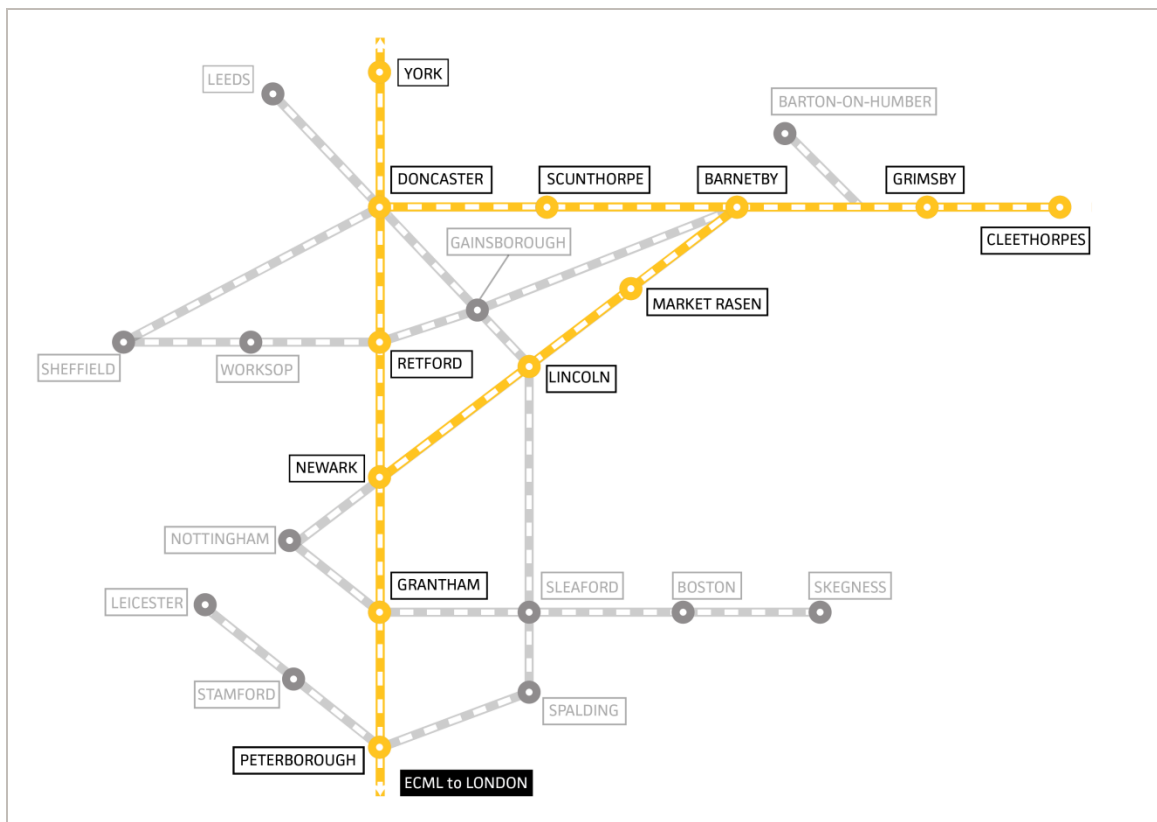 YORK
LEEDS
BARTON-ON-HUMBER
DONCASTER
SCUNTHORPE
BARNETBY
GRIMSBY
CLEETHORPES
GAINSBOROUGH
MARKET RASEN
SHEFFIELD
WORKSOP
RETFORD
LINCOLN
NEWARK
NOTTINGHAM
GRANTHAM
SLEAFORD
BOSTON
SKEGNESS
LEICESTER
STAMFORD
SPALDING
PETERBOROUGH
ECML to LONDON